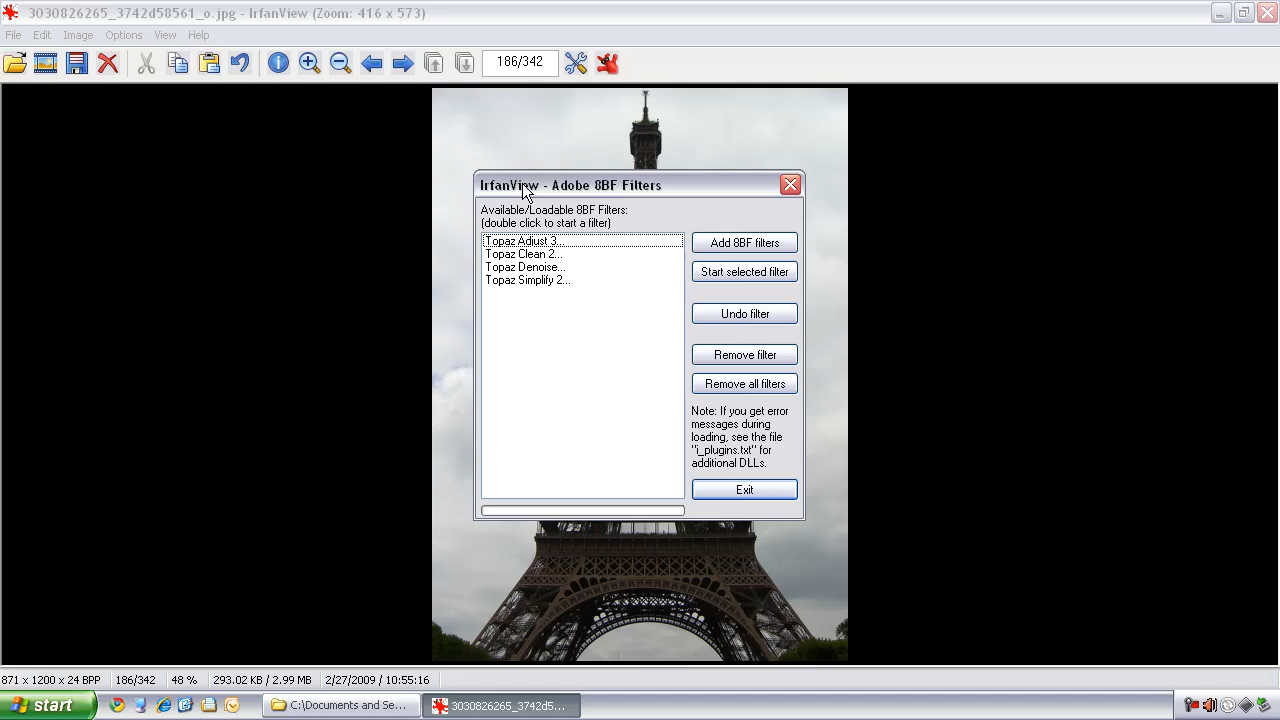 3030826265_3742d58561_o.jpg - IrfanView (Zoom: 416 x 573)
File Edit Image Options View Help
186/342
IrfanView - Adobe 8BF Filters
Available/Loadable 8BF Filters:
(double click to start a filter)
Topaz Adjust 3...
Topaz Clean 2...
Topaz Denoise...
Topaz Simplify 2...
Add 8BF filters
Start selected filter
Undo filter
Remove filter
Remove all filters
Note: If you get error
messages during
loading, see the file
"i_plugins.txt" for
additional DLLs.
Exit
871 x 1200 x 24 BPP 186/342 48 % 293.02 KB / 2.99 MB 2/27/2009 / 10:55:16
start C:\Documents and Se... 3030826265_3742d5...